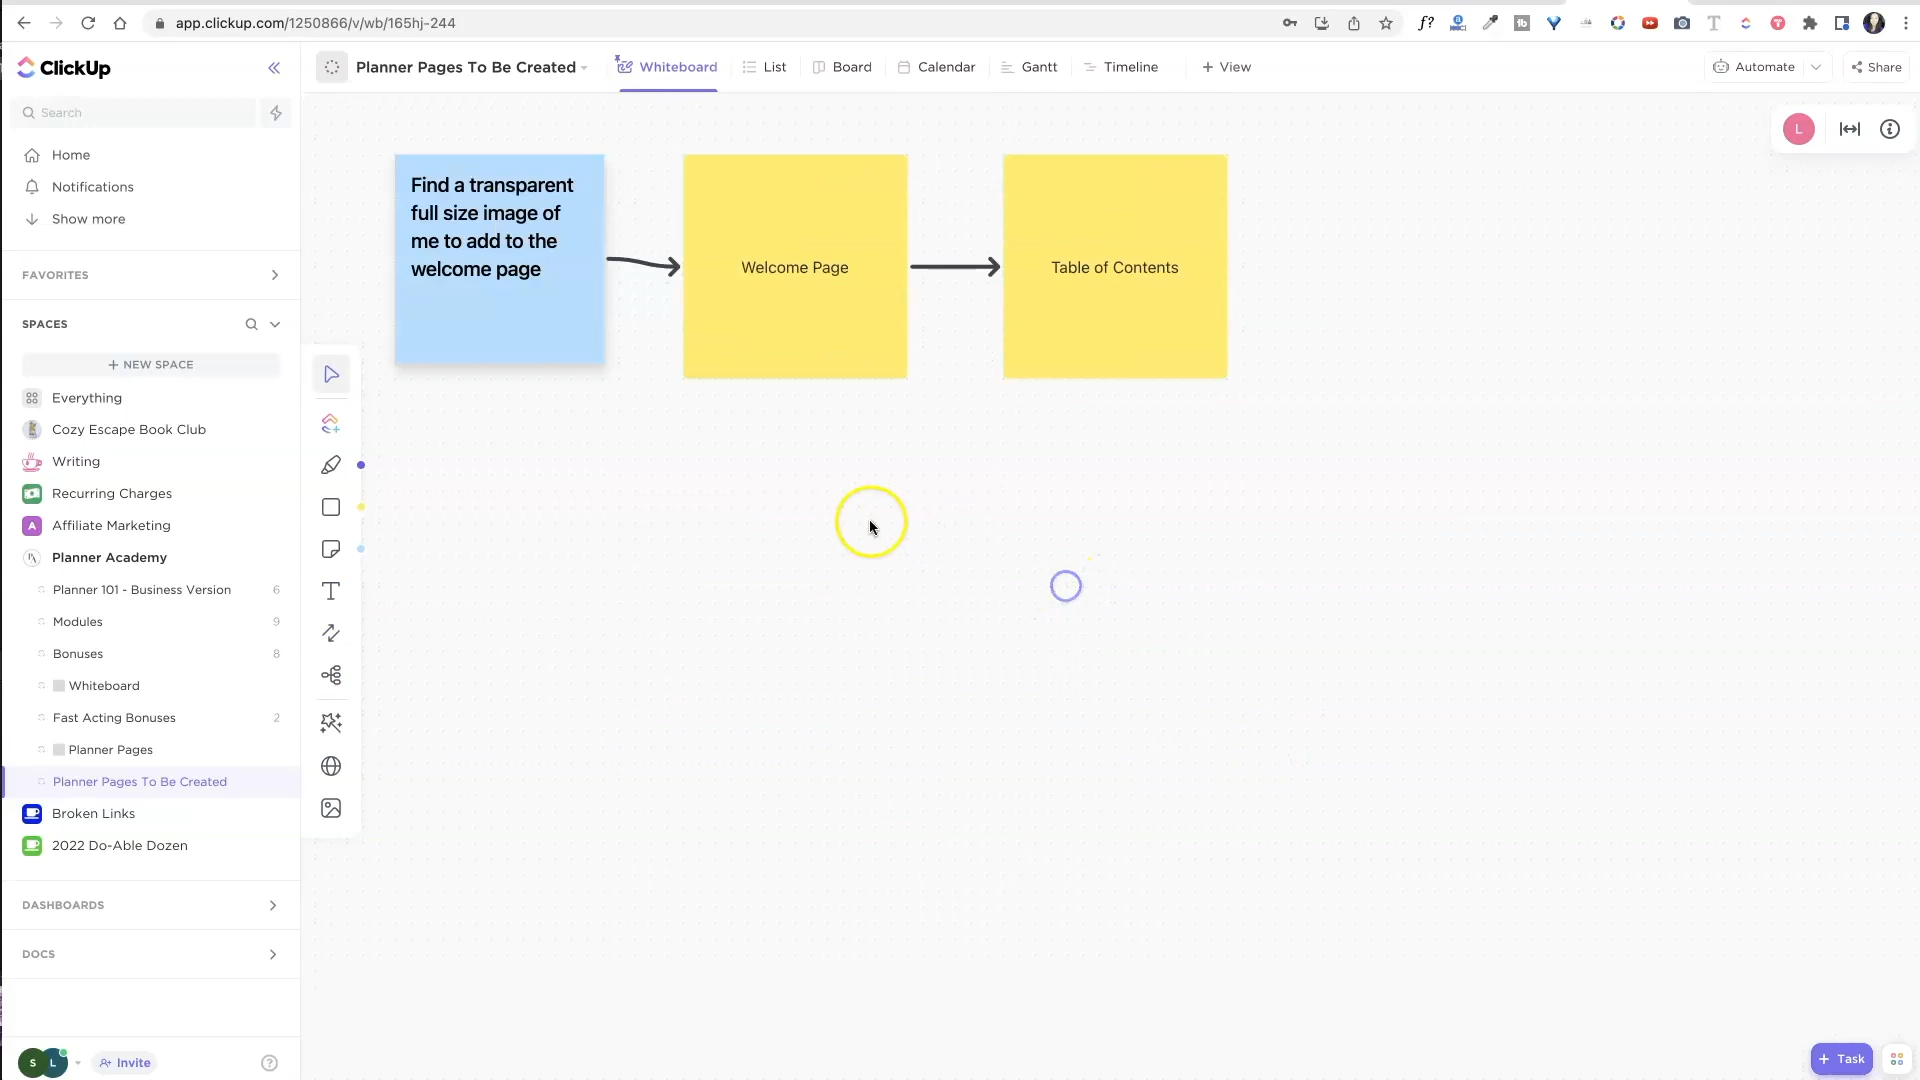 app.clickup.com/1250866/v/wb/165hj-244
ClickUp
Planner Pages To Be Created
Whiteboard
List
Board
Calendar
Gantt
Timeline
+ View
Automate
Share
Search
L
Home
Notifications
Show more
FAVORITES
SPACES
+ NEW SPACE
Everything
Cozy Escape Book Club
Writing
Recurring Charges
A Affiliate Marketing
Planner Academy
Planner 101 - Business Version 6
Modules 9
Bonuses 8
Whiteboard
Fast Acting Bonuses 2
Planner Pages
Planner Pages To Be Created
Broken Links
2022 Do-Able Dozen
DASHBOARDS
DOCS
S L
Invite
Find a transparent
full size image of
me to add to the
welcome page
Welcome Page
Table of Contents
+ Task